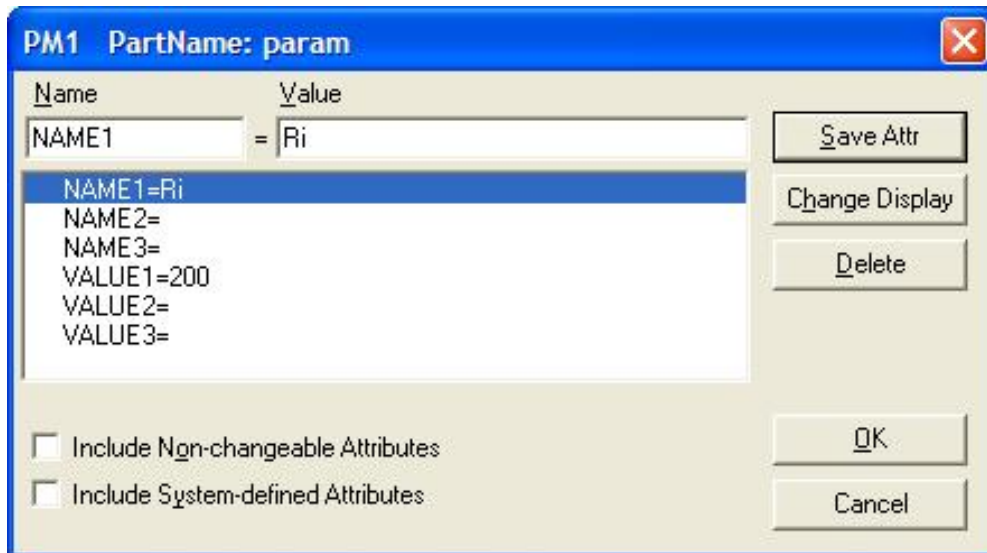 PM1 PartName: param
Name Value
NAME1 = Ri
Save Attr
NAME1=Ri
Change Display
NAME2=
NAME3=
VALUE1=200
Delete
VALUE2=
VALUE3=
Include Non-changeable Attributes
OK
Include System-defined Attributes
Cancel